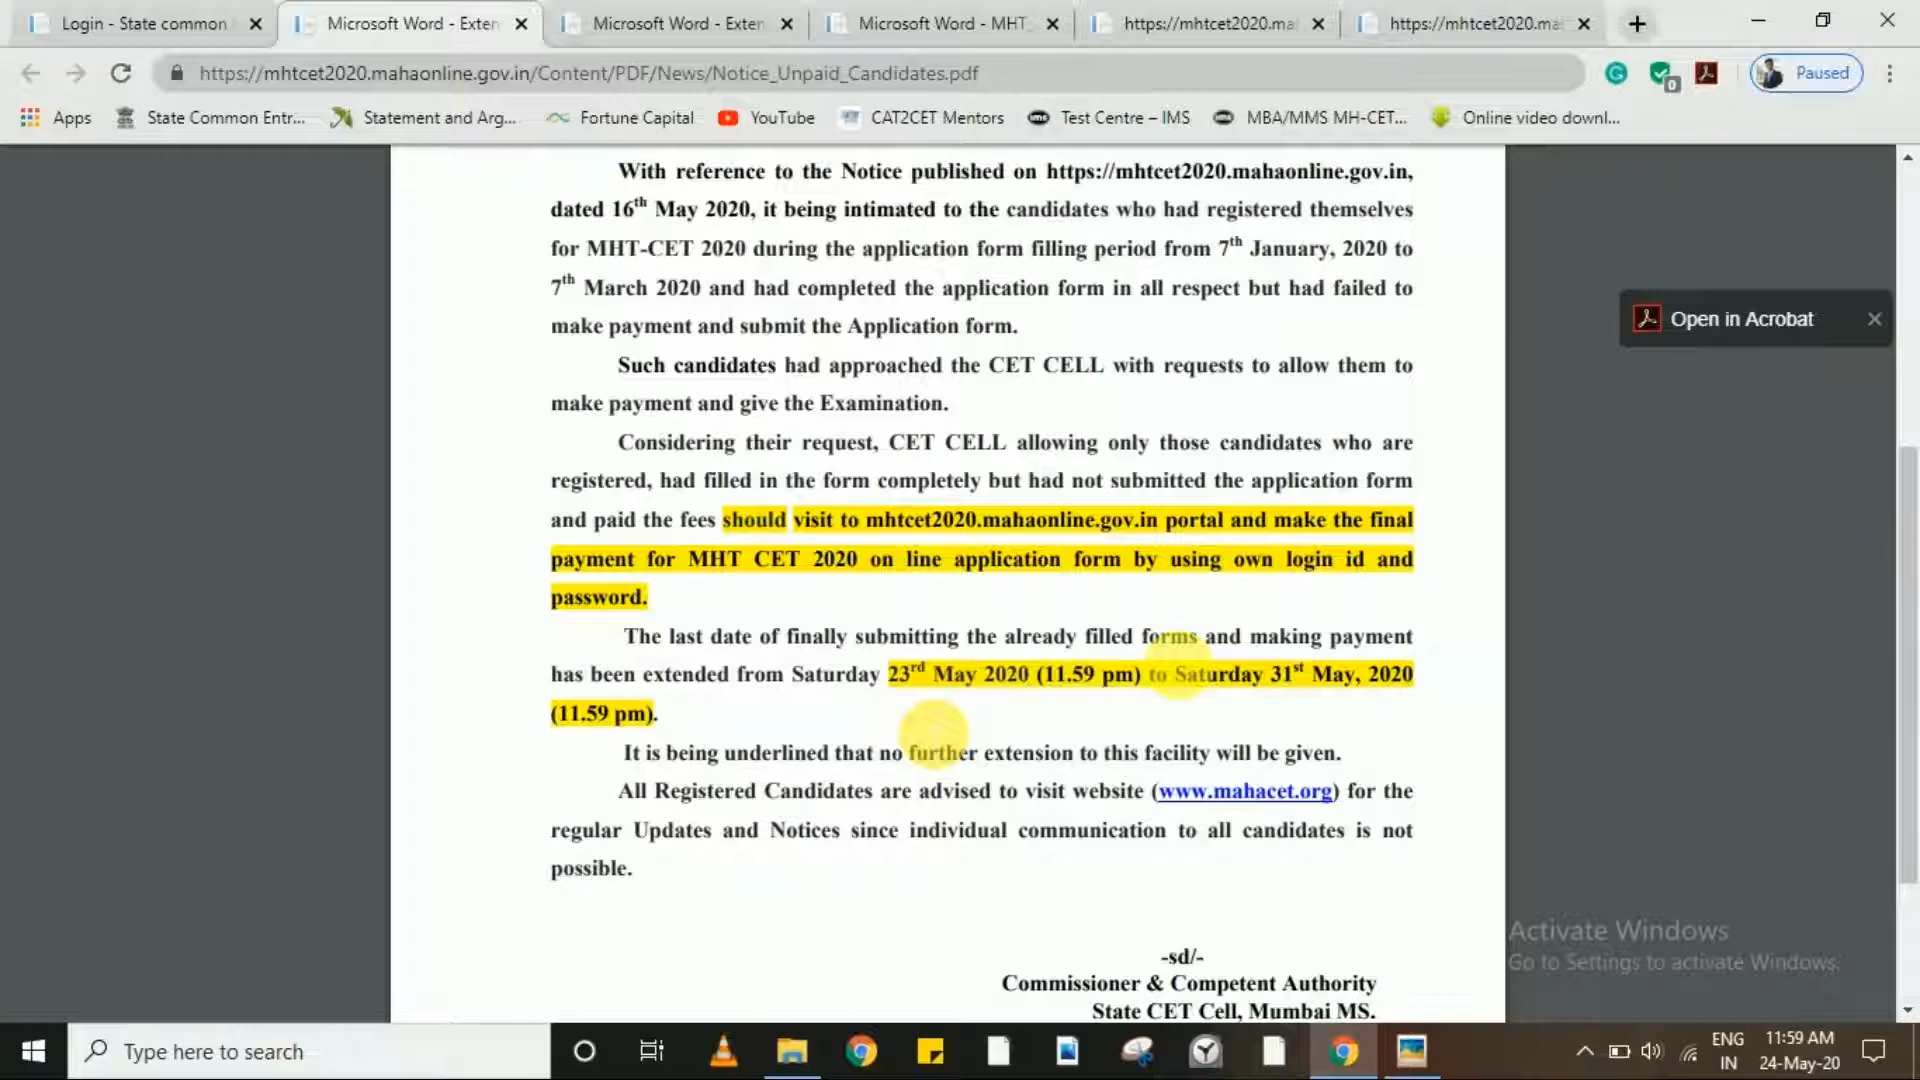 Login - State common
Microsoft Word - Exten
Microsoft Word - Exten
Microsoft Word - MHT_
https://mhtcet2020.ma
https://mhtcet2020.ma
https://mhtcet2020.mahaonline.gov.in/Content/PDF/News/Notice_Unpaid_Candidates.pdf
0
Paused
Apps
State Common Entr...
Statement and Arg...
Fortune Capital
YouTube
CAT2CET Mentors
Test Centre – IMS
MBA/MMS MH-CET...
Online video downl...
With reference to the Notice published on https://mhtcet2020.mahaonline.gov.in,
dated 16th May 2020, it being intimated to the candidates who had registered themselves
for MHT-CET 2020 during the application form filling period from 7th January, 2020 to
7th March 2020 and had completed the application form in all respect but had failed to
make payment and submit the Application form.
Such candidates had approached the CET CELL with requests to allow them to
make payment and give the Examination.
Considering their request, CET CELL allowing only those candidates who are
registered, had filled in the form completely but had not submitted the application form
and paid the fees should visit to mhtcet2020.mahaonline.gov.in portal and make the final
payment for MHT CET 2020 on line application form by using own login id and
password.
The last date of finally submitting the already filled forms and making payment
has been extended from Saturday 23rd May 2020 (11.59 pm) to Saturday 31st May, 2020
(11.59 pm).
It is being underlined that no further extension to this facility will be given.
All Registered Candidates are advised to visit website (www.mahacet.org) for the
regular Updates and Notices since individual communication to all candidates is not
possible.
-sd/-
Commissioner & Competent Authority
State CET Cell, Mumbai MS.
Open in Acrobat
Activate Windows
Go to Settings to activate Windows.
Type here to search
ENG
IN
11:59 AM
24-May-20